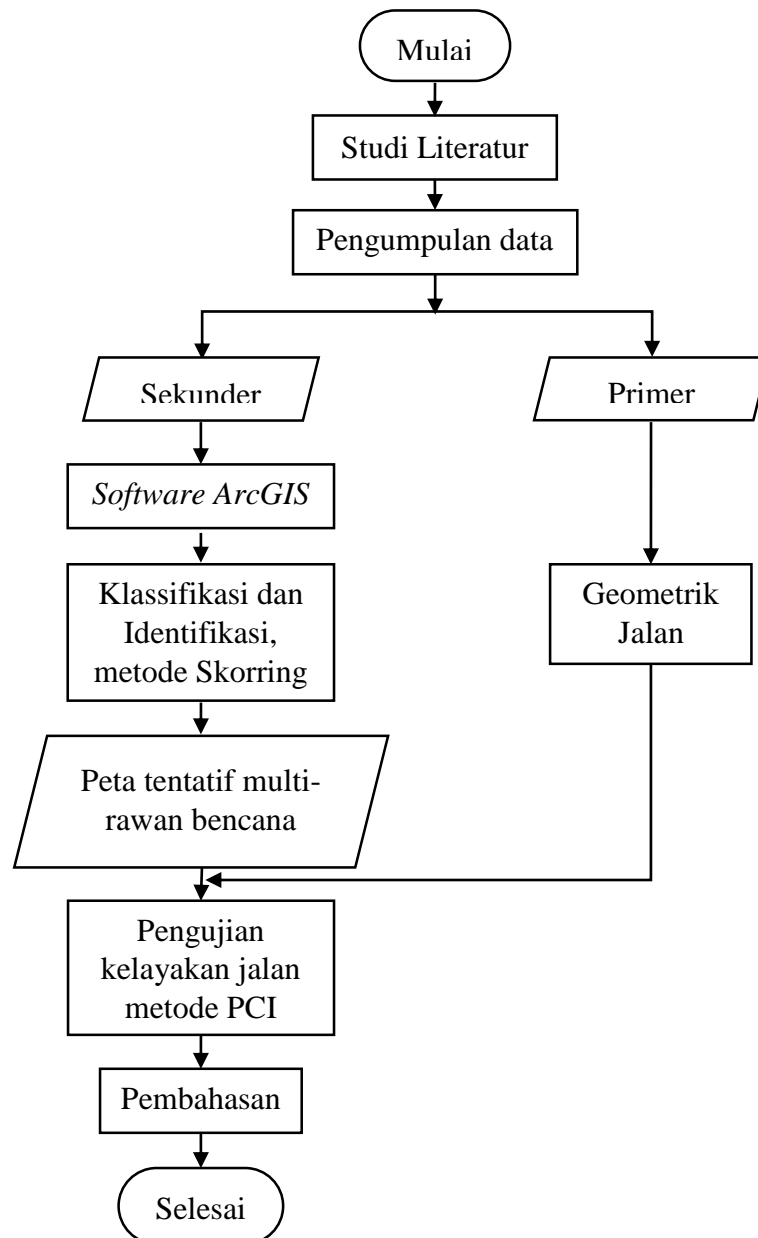 Mulai
Studi Literatur
Pengumpulan data
Sekunder
Primer
Software ArcGIS
Klassifikasi dan
Identifikasi,
metode Skorring
Geometrik
Jalan
Peta tentatif multi-
rawan bencana
Pengujian
kelayakan jalan
metode PCI
Pembahasan
Selesai